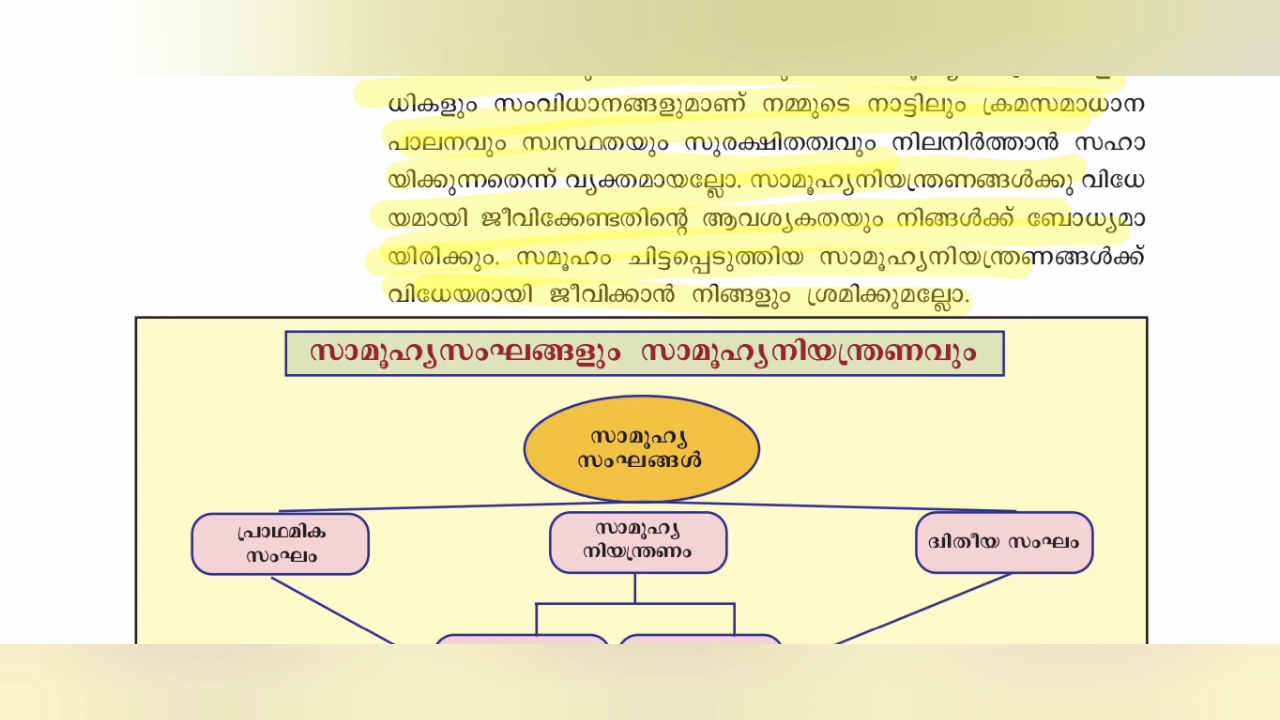 ധികളും സംവിധാനങ്ങളുമാണ് നമ്മുടെ നാട്ടിലും ക്രമസമാധാന
പാലനവും സ്വസ്ഥതയും സുരക്ഷിതത്വവും നിലനിർത്താൻ സഹാ
യിക്കുന്നതെന്ന് വ്യക്തമായല്ലോ. സാമൂഹ്യനിയന്ത്രണങ്ങൾക്കു വിധേ
യമായി ജീവിക്കേണ്ടതിന്റെ ആവശ്യകതയും നിങ്ങൾക്ക് ബോധ്യമാ
യിരിക്കും. സമൂഹം ചിട്ടപ്പെടുത്തിയ സാമൂഹ്യനിയന്ത്രണങ്ങൾക്ക്
വിധേയരായി ജീവിക്കാൻ നിങ്ങളും ശ്രമിക്കുമല്ലോ.
സാമൂഹ്യസംഘങ്ങളും സാമൂഹ്യനിയന്ത്രണവും
സാമൂഹ്യ
സംഘങ്ങൾ
പ്രാഥമിക
സംഘം
സാമൂഹ്യ
നിയന്ത്രണം
ദ്വിതീയ സംഘം